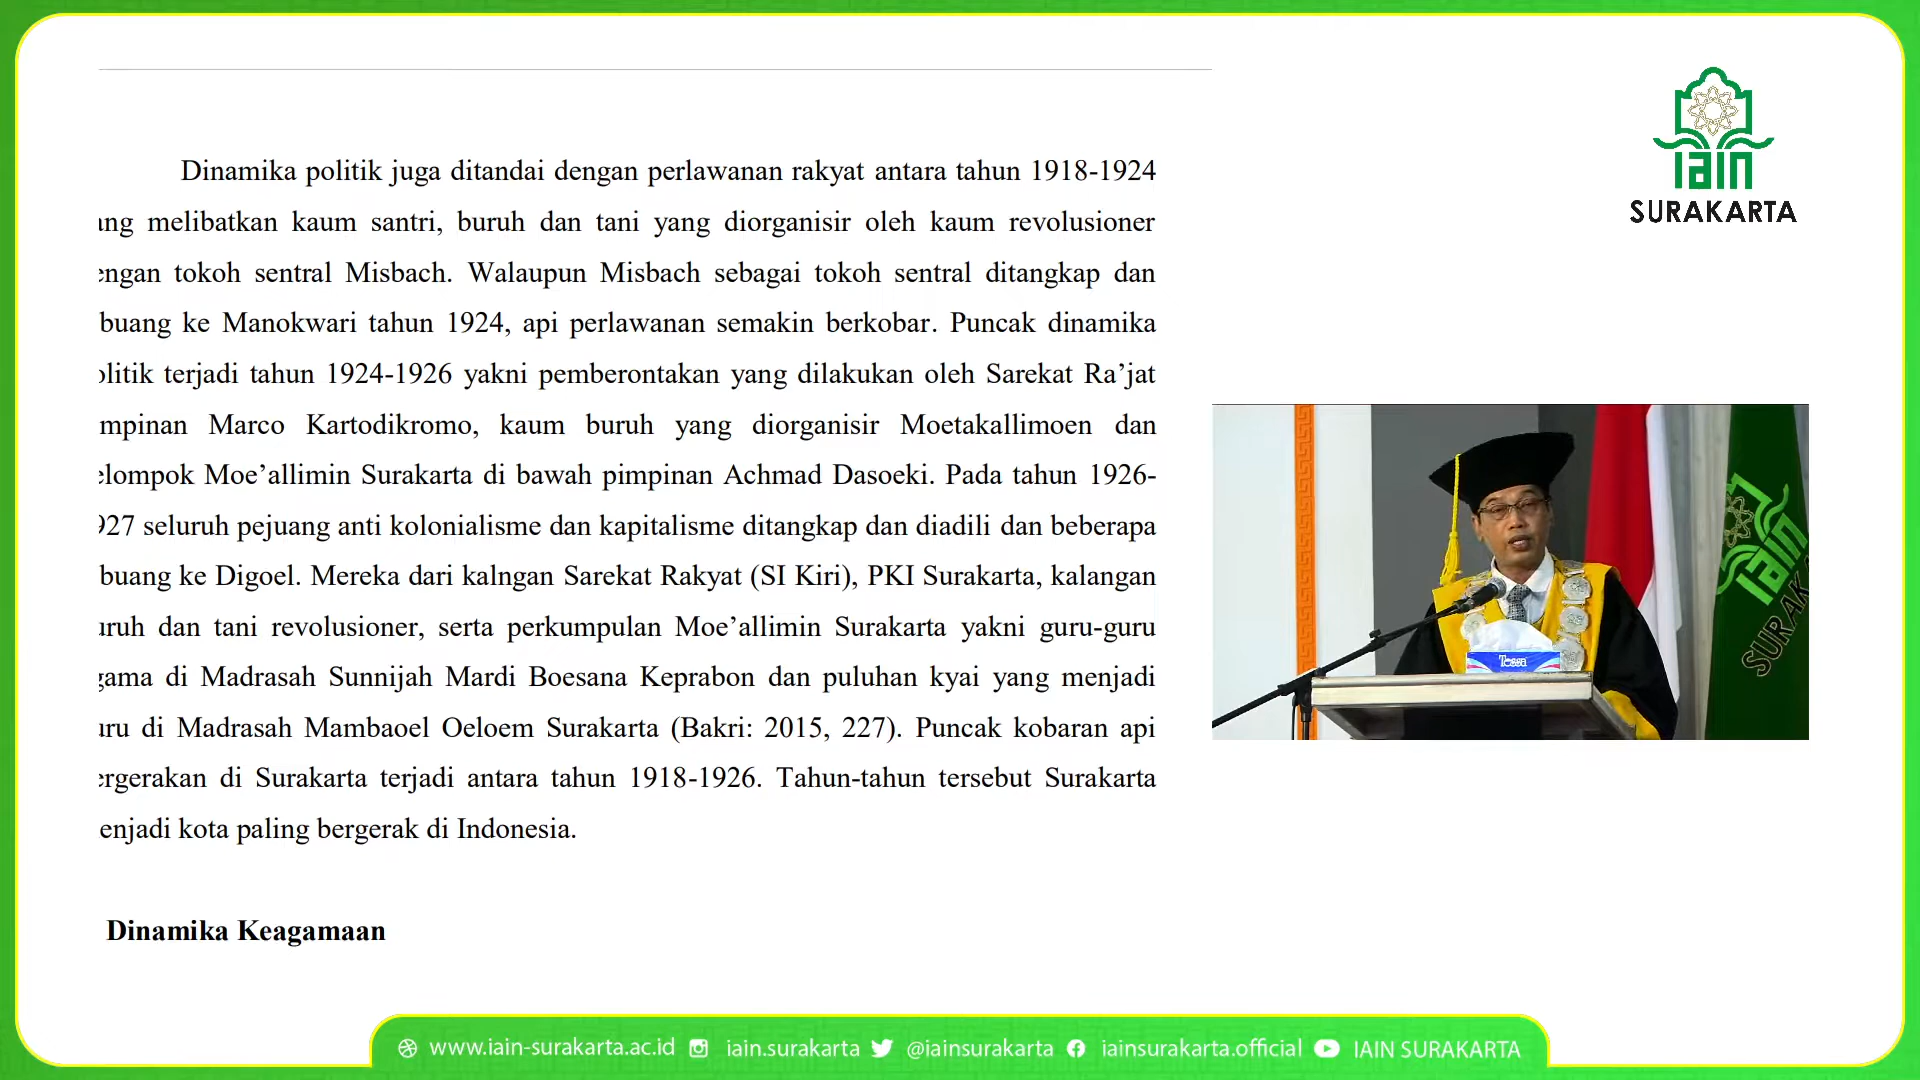 Dinamika politik juga ditandai dengan perlawanan rakyat antara tahun 1918-1924
ng melibatkan kaum santri, buruh dan tani yang diorganisir oleh kaum revolusioner
engan tokoh sentral Misbach. Walaupun Misbach sebagai tokoh sentral ditangkap dan
buang ke Manokwari tahun 1924, api perlawanan semakin berkobar. Puncak dinamika
olitik terjadi tahun 1924-1926 yakni pemberontakan yang dilakukan oleh Sarekat Ra’jat
mpinan Marco Kartodikromo, kaum buruh yang diorganisir Moetakallimoen dan
elompok Moe’allimin Surakarta di bawah pimpinan Achmad Dasoeki. Pada tahun 1926-
927 seluruh pejuang anti kolonialisme dan kapitalisme ditangkap dan diadili dan beberapa
buang ke Digoel. Mereka dari kalngan Sarekat Rakyat (SI Kiri), PKI Surakarta, kalangan
uruh dan tani revolusioner, serta perkumpulan Moe’allimin Surakarta yakni guru-guru
gama di Madrasah Sunnijah Mardi Boesana Keprabon dan puluhan kyai yang menjadi
uru di Madrasah Mambaoel Oeloem Surakarta (Bakri: 2015, 227). Puncak kobaran api
ergerakan di Surakarta terjadi antara tahun 1918-1926. Tahun-tahun tersebut Surakarta
enjadi kota paling bergerak di Indonesia.
Dinamika Keagamaan
iain
SURAKARTA
Tessa
iain
SURAK
www.iain-surakarta.ac.id iain.surakarta @iainsurakarta iainsurakarta.official IAIN SURAKARTA